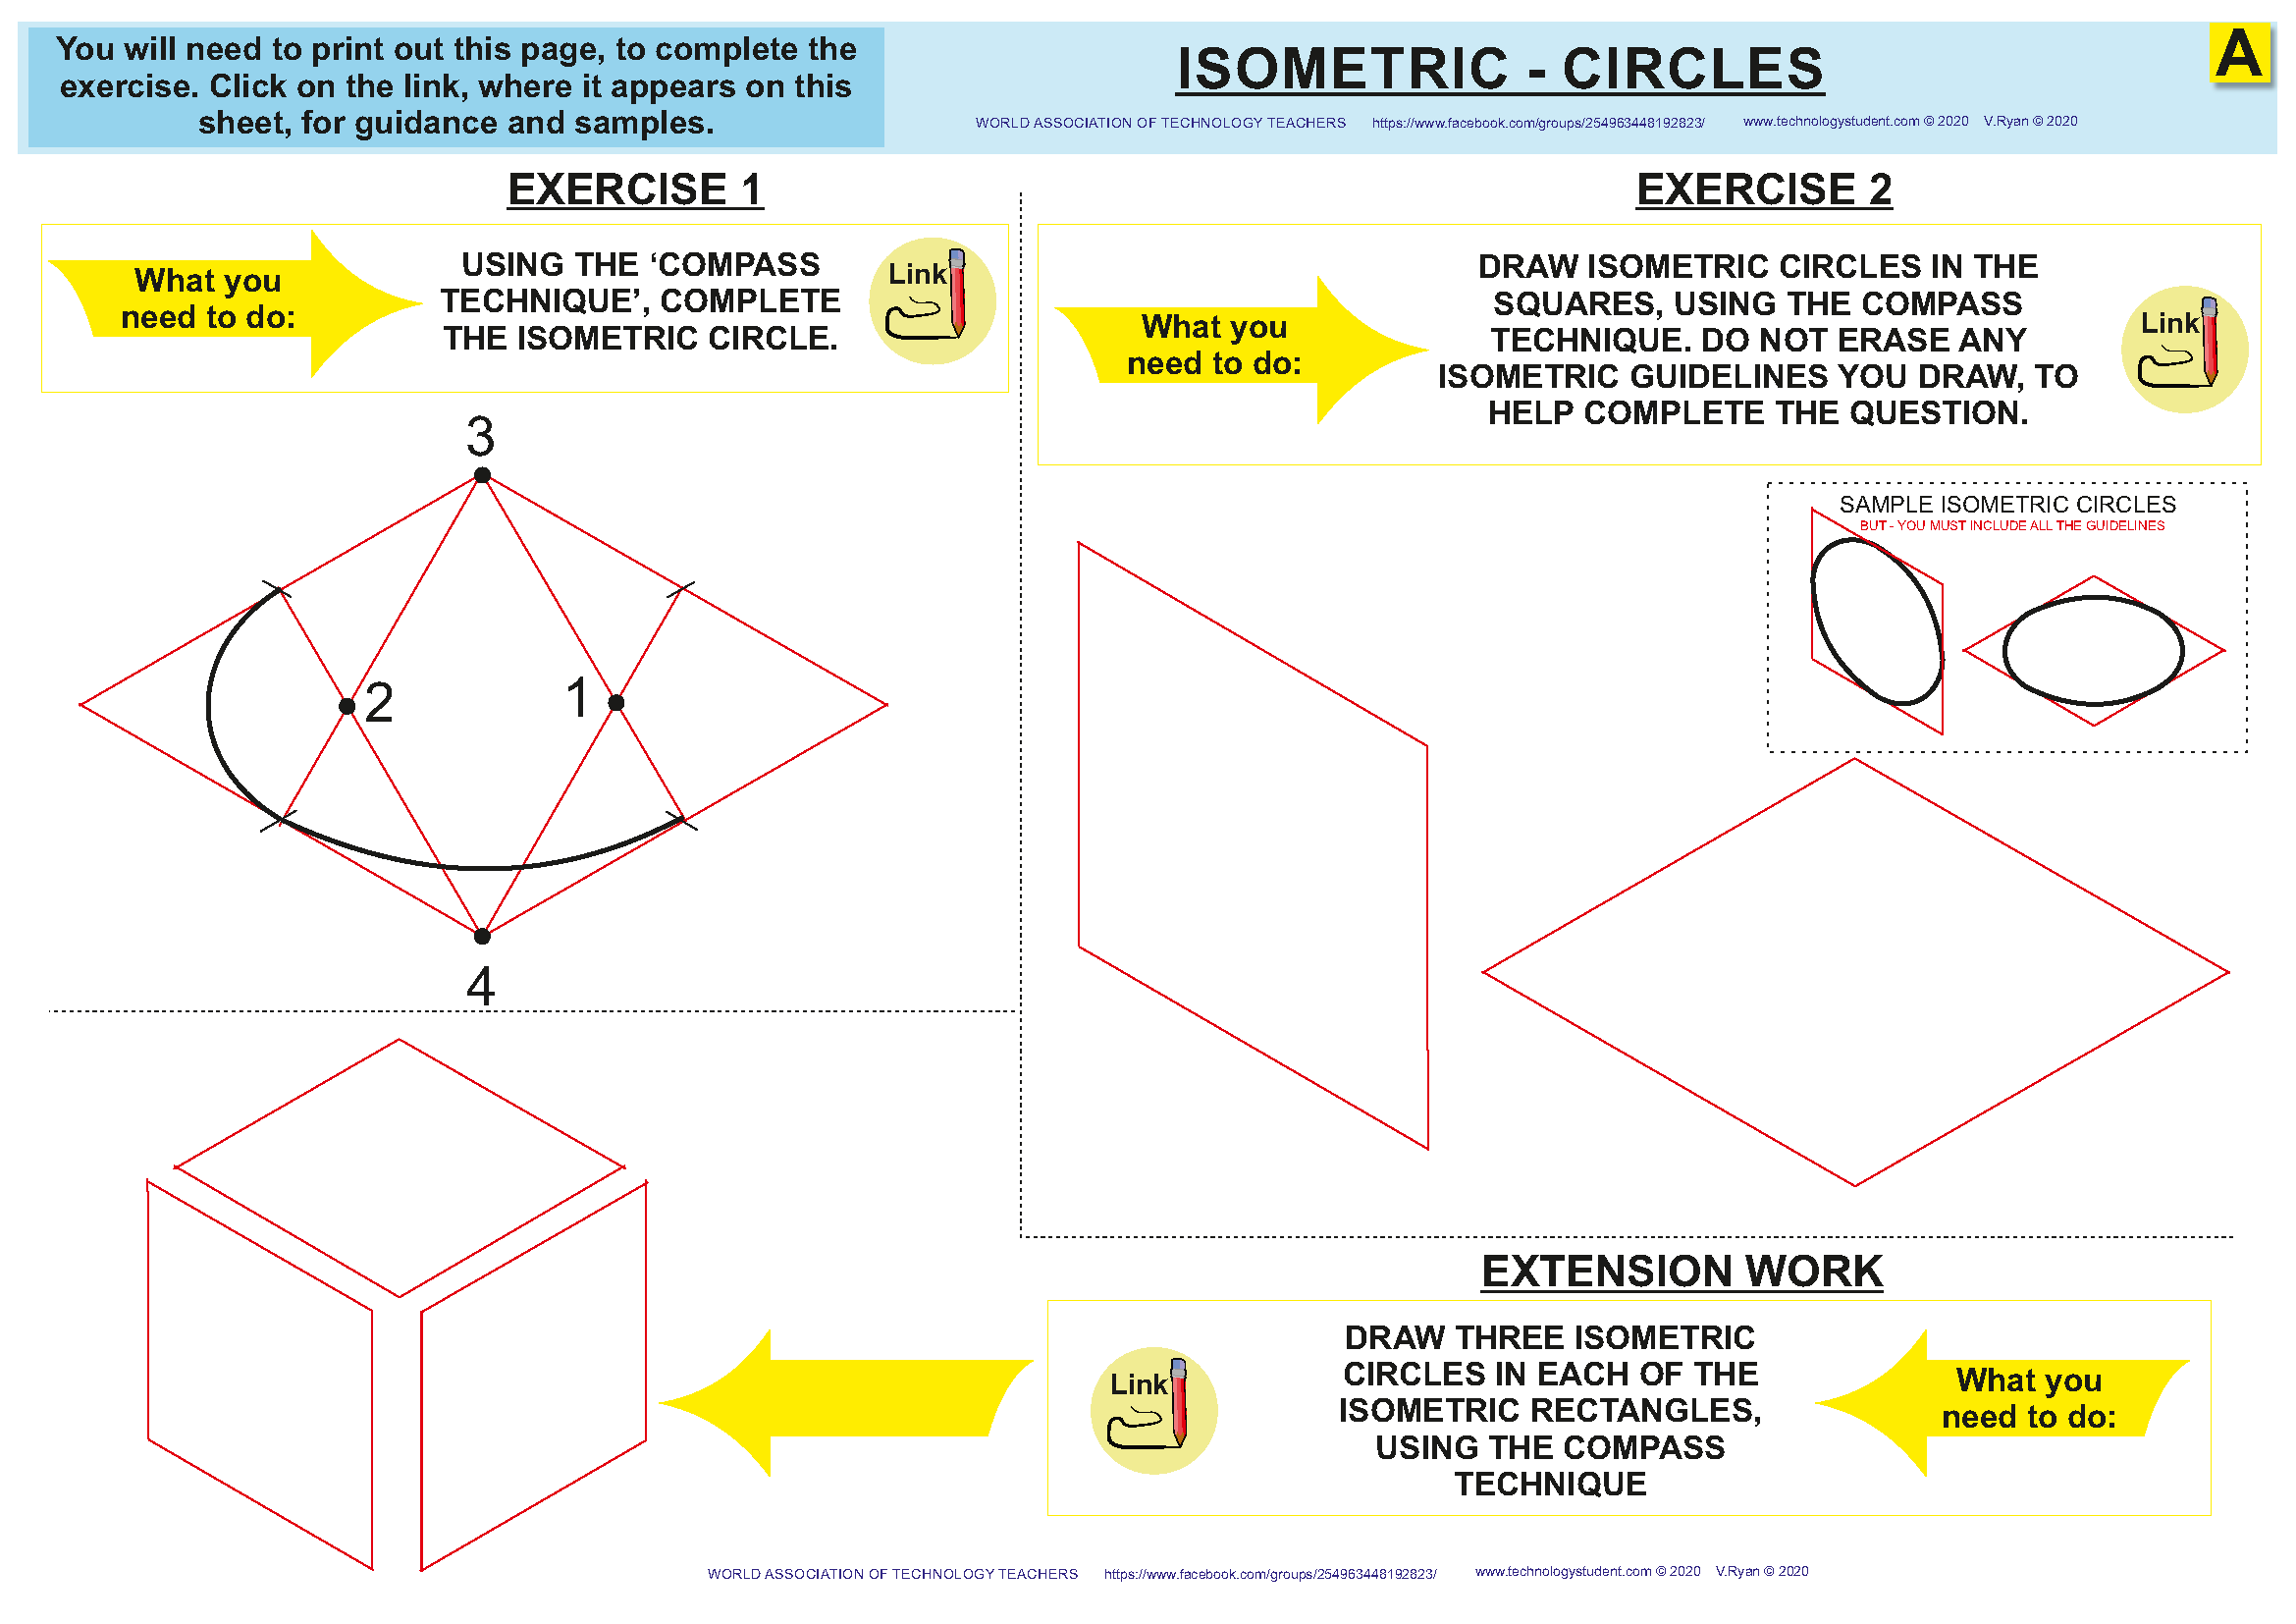 You will need to print out this page, to complete the
exercise. Click on the link, where it appears on this
sheet, for guidance and samples.
ISOMETRIC - CIRCLES
A
WORLD ASSOCIATION OF TECHNOLOGY TEACHERS https://www.facebook.com/groups/254963448192823/ www.technologystudent.com © 2020 V.Ryan © 2020
EXERCISE 1
What you
need to do:
USING THE ‘COMPASS
TECHNIQUE’, COMPLETE
THE ISOMETRIC CIRCLE.
Link
3
2
1
4
EXERCISE 2
What you
need to do:
DRAW ISOMETRIC CIRCLES IN THE
SQUARES, USING THE COMPASS
TECHNIQUE. DO NOT ERASE ANY
ISOMETRIC GUIDELINES YOU DRAW, TO
HELP COMPLETE THE QUESTION.
Link
SAMPLE ISOMETRIC CIRCLES
BUT - YOU MUST INCLUDE ALL THE GUIDELINES
EXTENSION WORK
Link
DRAW THREE ISOMETRIC
CIRCLES IN EACH OF THE
ISOMETRIC RECTANGLES,
USING THE COMPASS
TECHNIQUE
What you
need to do:
WORLD ASSOCIATION OF TECHNOLOGY TEACHERS https://www.facebook.com/groups/254963448192823/ www.technologystudent.com © 2020 V.Ryan © 2020